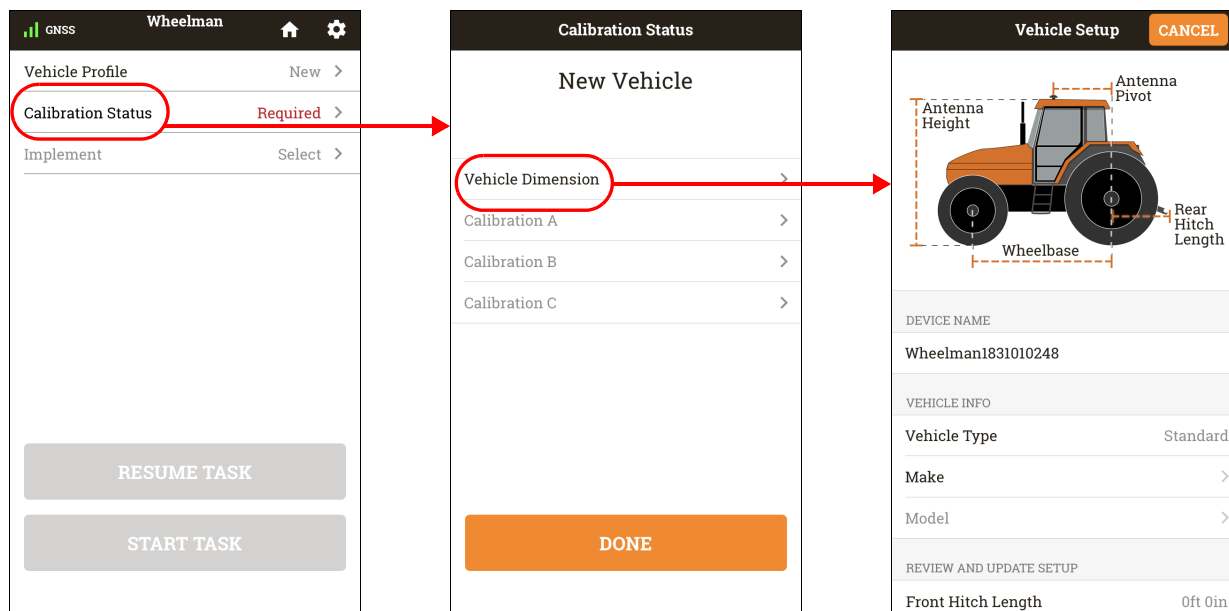 GNSS
Wheelman
Vehicle Profile New
Calibration Status Required
Implement Select
RESUME TASK
START TASK
Calibration Status
New Vehicle
Vehicle Dimension
Calibration A
Calibration B
Calibration C
DONE
Vehicle Setup CANCEL
Antenna
Pivot
Antenna
Height
Rear
Hitch
Length
Wheelbase
DEVICE NAME
Wheelman1831010248
VEHICLE INFO
Vehicle Type Standard
Make
Model
REVIEW AND UPDATE SETUP
Front Hitch Length 0ft 0in